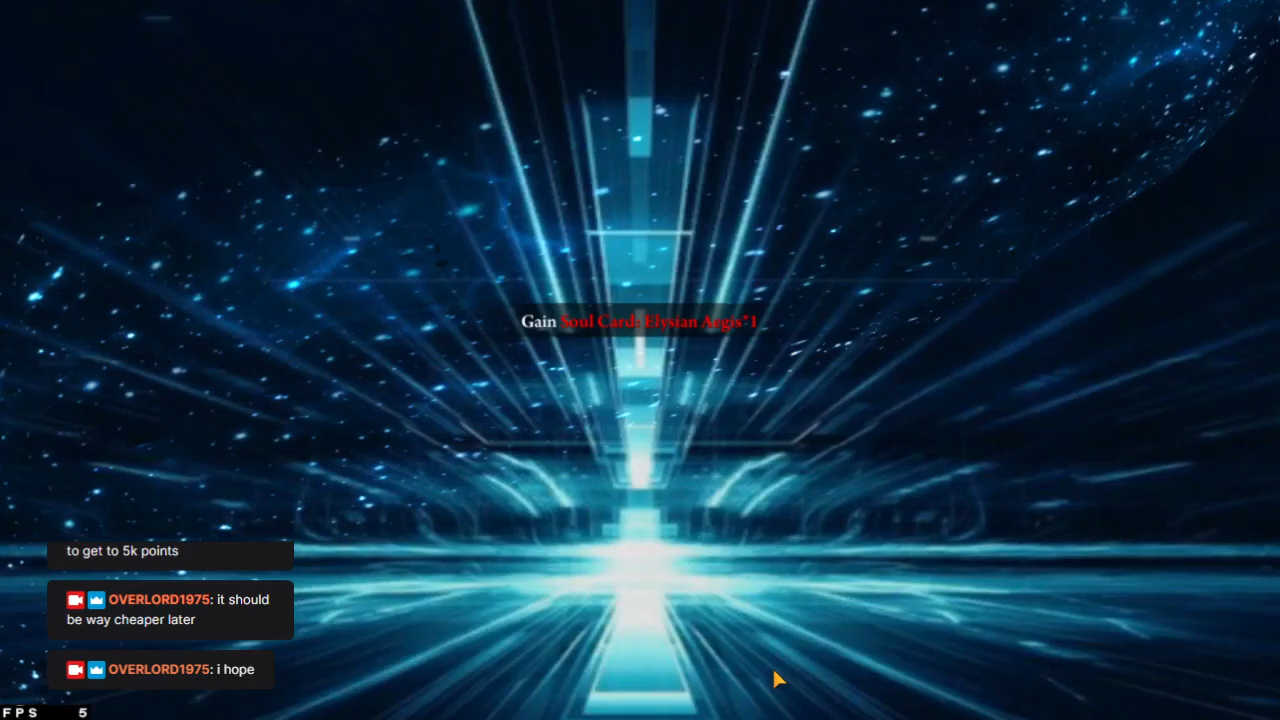 Gain Soul Card: Elysian Aegis*1
to get to 5k points
OVERLORD1975: it should
be way cheaper later
OVERLORD1975: i hope
FPS 5